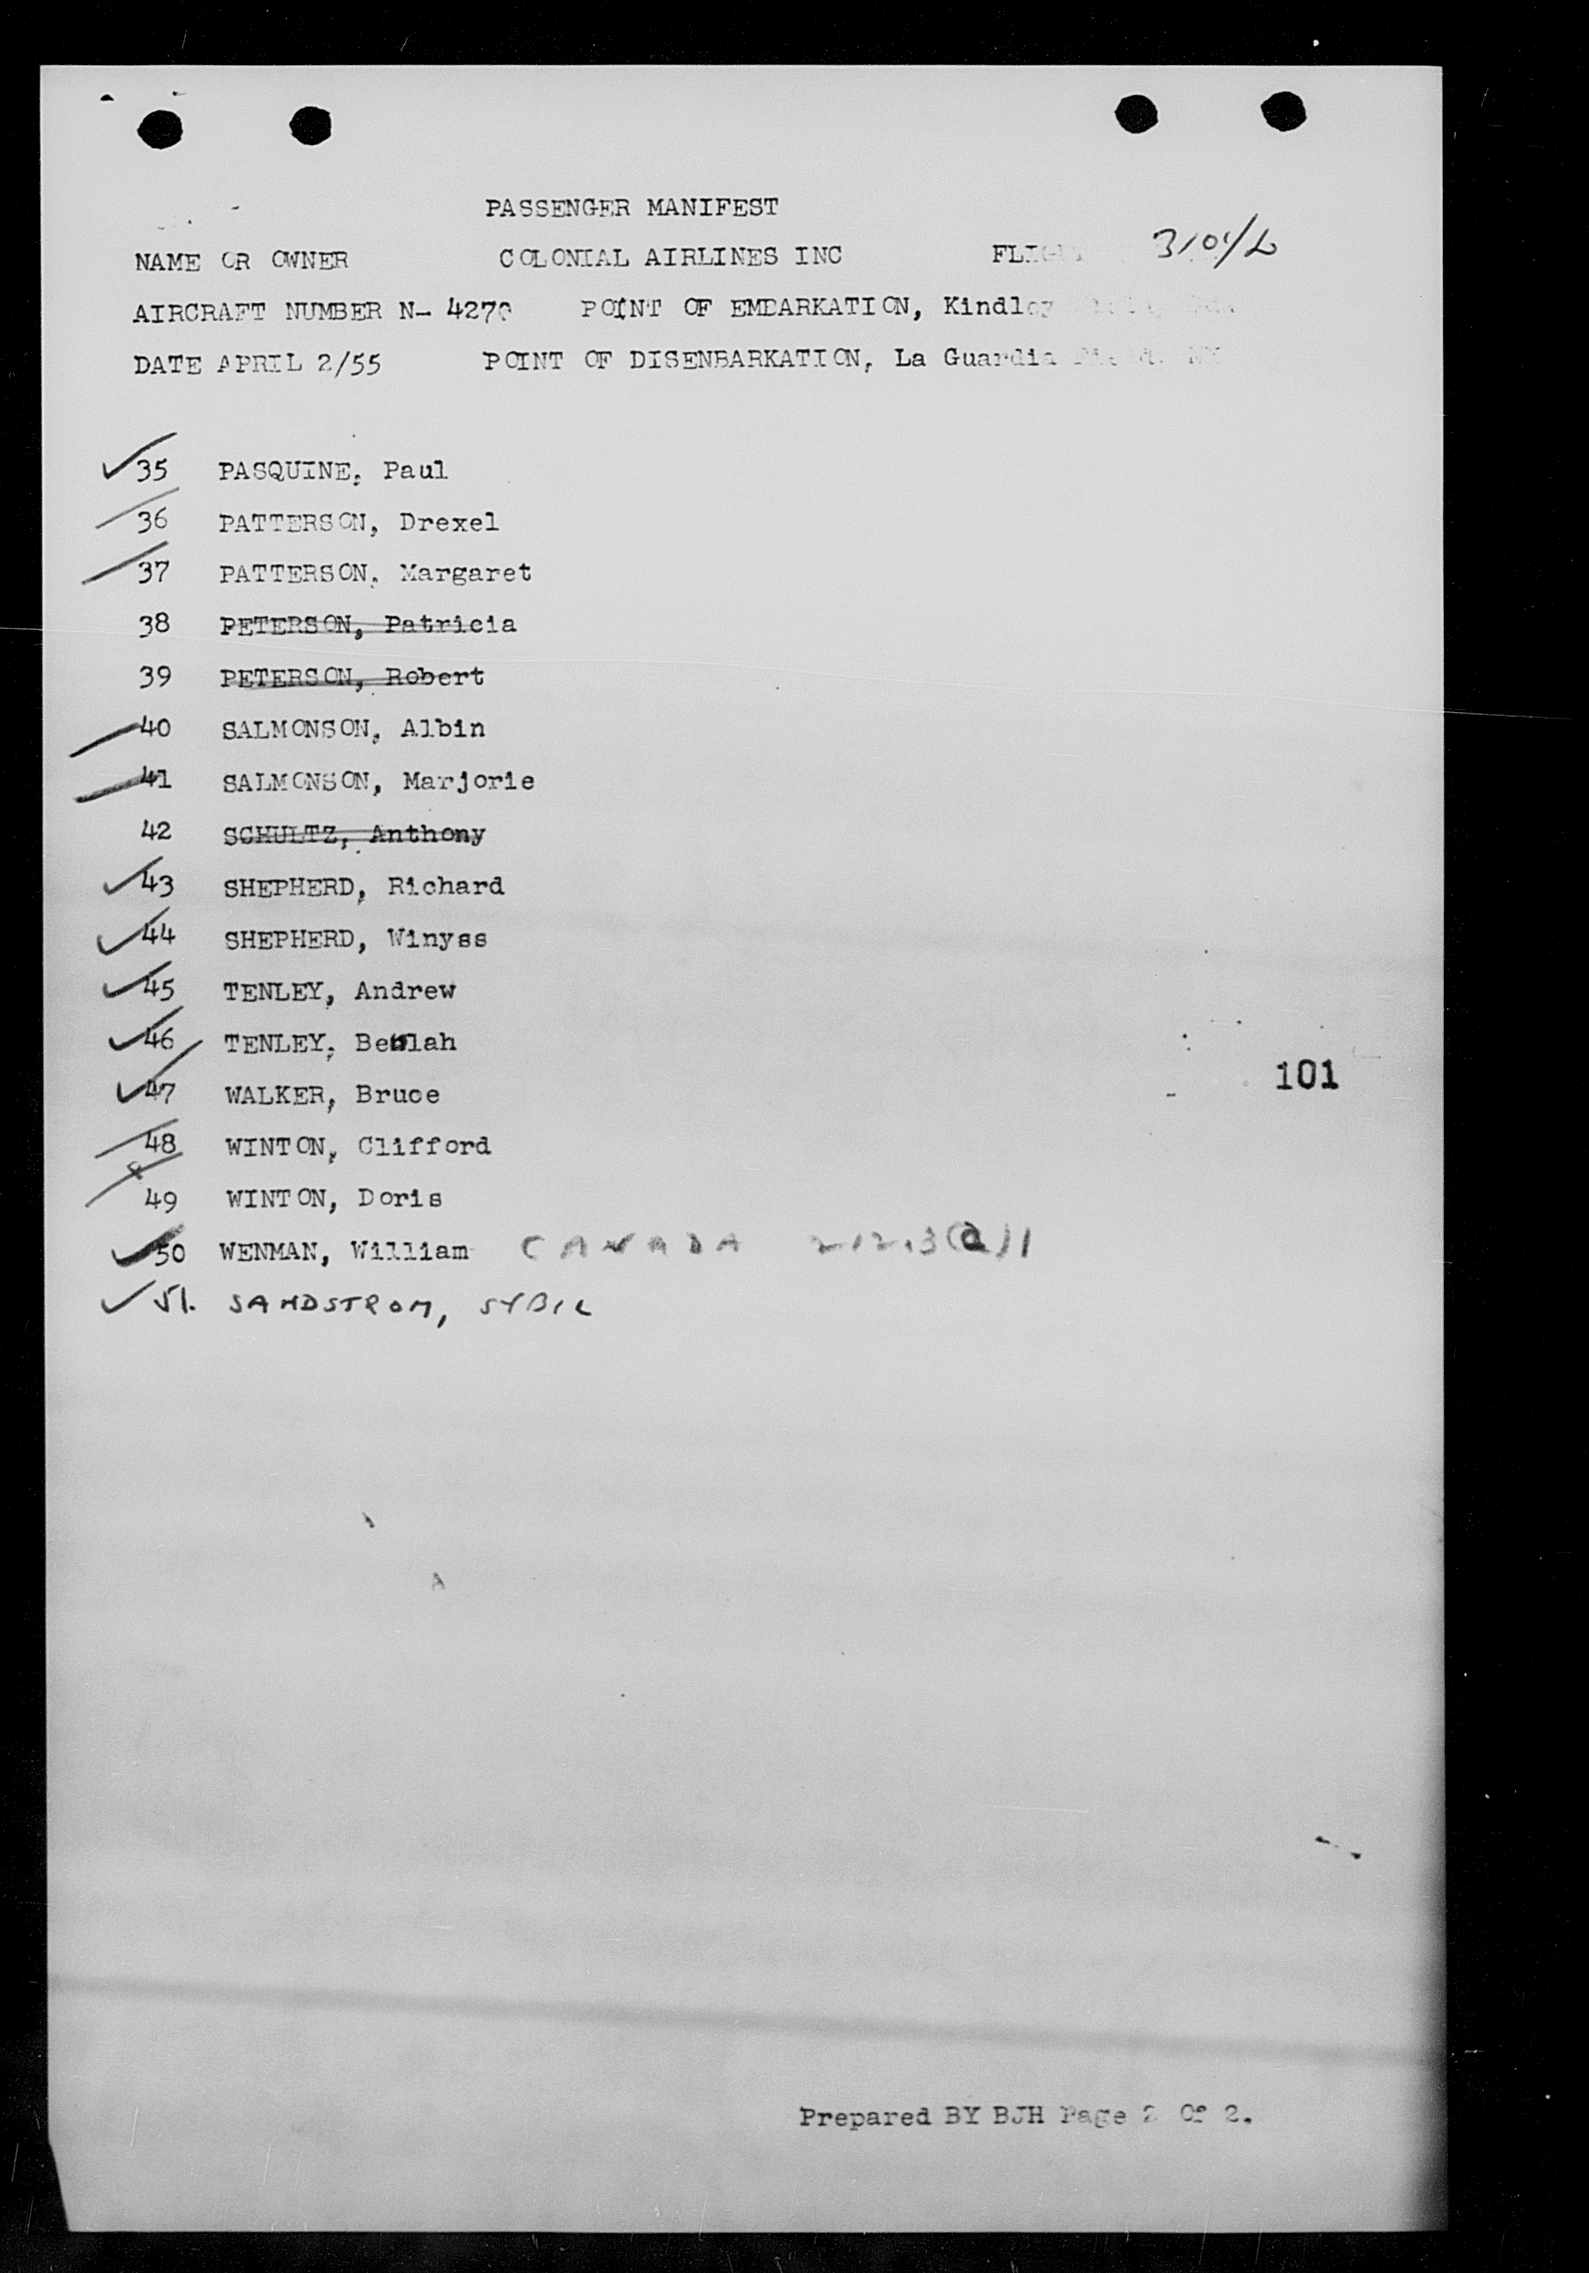 PASSENGER MANIFEST
NAME OR OWNER COLONIAL AIRLINES INC
AIRCRAFT NUMBER N- POINT OF EMBARKATION, Kindley
DATE APRIL 2/55 POINT OF DISENBARKATION, La Guardia
35 PASQUINE, Paul
36 PATTERSON, Drexel
37 PATTERSON, Margaret
38 PETERSON, Patricia
39 PETERSON, Robert
40 SALMONSON, Albin
41 SALMONSON, Marjorie
42 SCHULTZ, Anthony
43 SHEPHERD, Richard
44 SHEPHERD, Winyss
45 TENLEY, Andrew
46 TENLEY, Beulah
101
47 WALKER, Bruce
48 WINTON, Clifford
49 WINTON, Doris
50 WENMAN, William CANADA 212.3(a)1
51. SANDSTROM, SYBIL
Prepared BY BJH Page 2 Of 2.